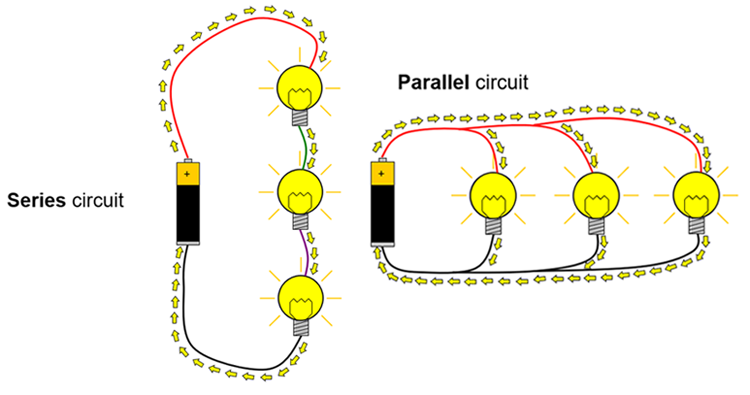 Series circuit
+
Parallel circuit
+